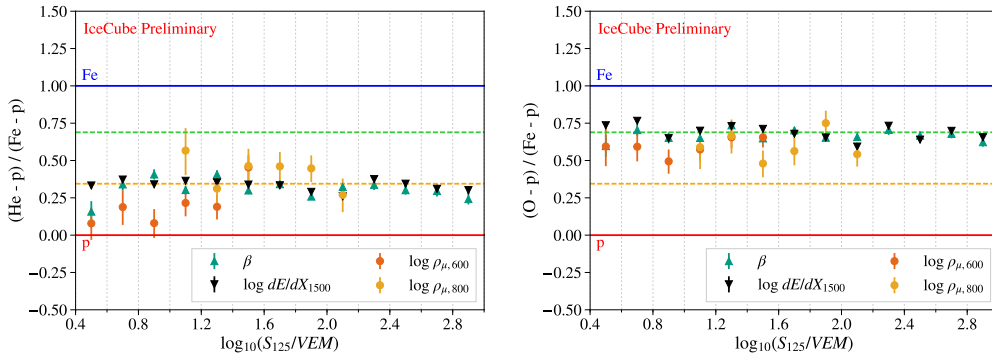 IceCube Preliminary
Fe
p
β
log dE/dX₁₅₀₀
log ρ_μ,600
log ρ_μ,800
(He - p) / (Fe - p)
1.50
1.25
1.00
0.75
0.50
0.25
0.00
−0.25
−0.50
0.4 0.8 1.2 1.6 2.0 2.4 2.8
log₁₀(S₁₂₅/VEM)
IceCube Preliminary
Fe
p
β
log dE/dX₁₅₀₀
log ρ_μ,600
log ρ_μ,800
(O - p) / (Fe - p)
1.50
1.25
1.00
0.75
0.50
0.25
0.00
−0.25
−0.50
0.4 0.8 1.2 1.6 2.0 2.4 2.8
log₁₀(S₁₂₅/VEM)